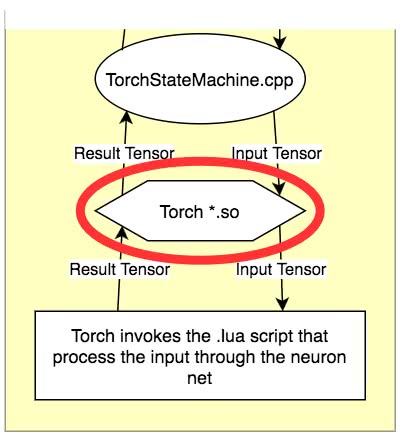 TorchStateMachine.cpp
Result Tensor
Input Tensor
Torch *.so
Result Tensor
Input Tensor
Torch invokes the .lua script that
process the input through the neuron
net